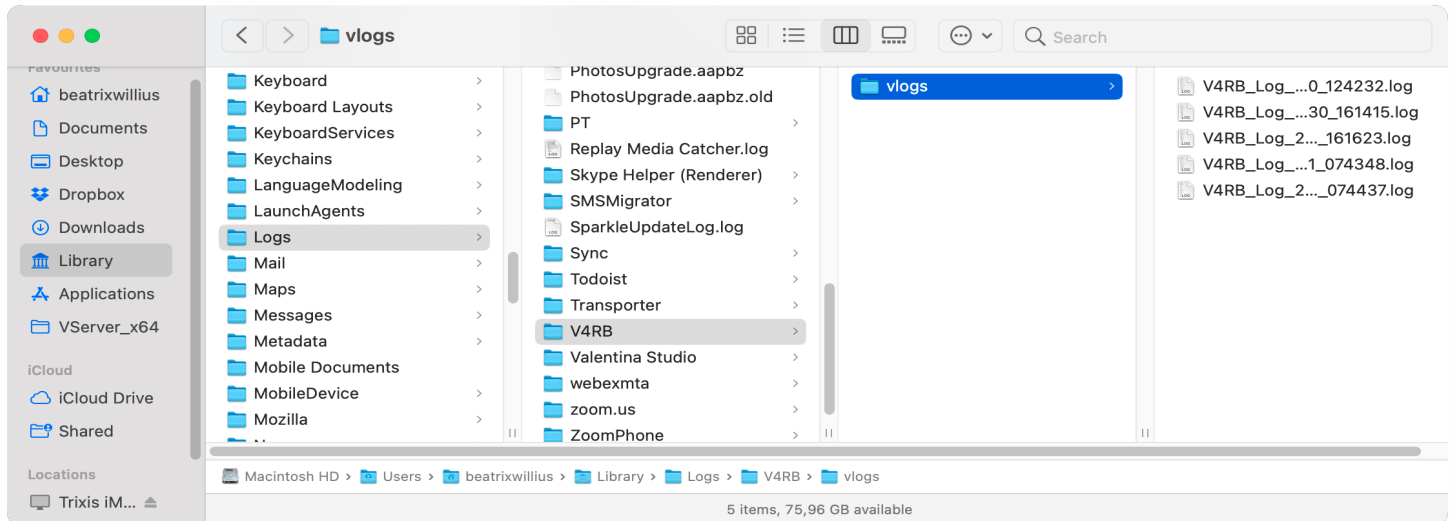 vlogs
Search
Favourites
beatrixwillius
Documents
Desktop
Dropbox
Downloads
Library
Applications
VServer_x64
iCloud
iCloud Drive
Shared
Locations
Trixis iM...
Keyboard
Keyboard Layouts
KeyboardServices
Keychains
LanguageModeling
LaunchAgents
Logs
Mail
Maps
Messages
Metadata
Mobile Documents
MobileDevice
Mozilla
PhotosUpgrade.aapbz
PhotosUpgrade.aapbz.old
PT
Replay Media Catcher.log
Skype Helper (Renderer)
SMSMigrator
SparkleUpdateLog.log
Sync
Todoist
Transporter
V4RB
Valentina Studio
webexmta
zoom.us
ZoomPhone
vlogs
V4RB_Log_...0_124232.log
V4RB_Log_...30_161415.log
V4RB_Log_2..._161623.log
V4RB_Log_...1_074348.log
V4RB_Log_2..._074437.log
Macintosh HD › Users › beatrixwillius › Library › Logs › V4RB › vlogs
5 items, 75,96 GB available